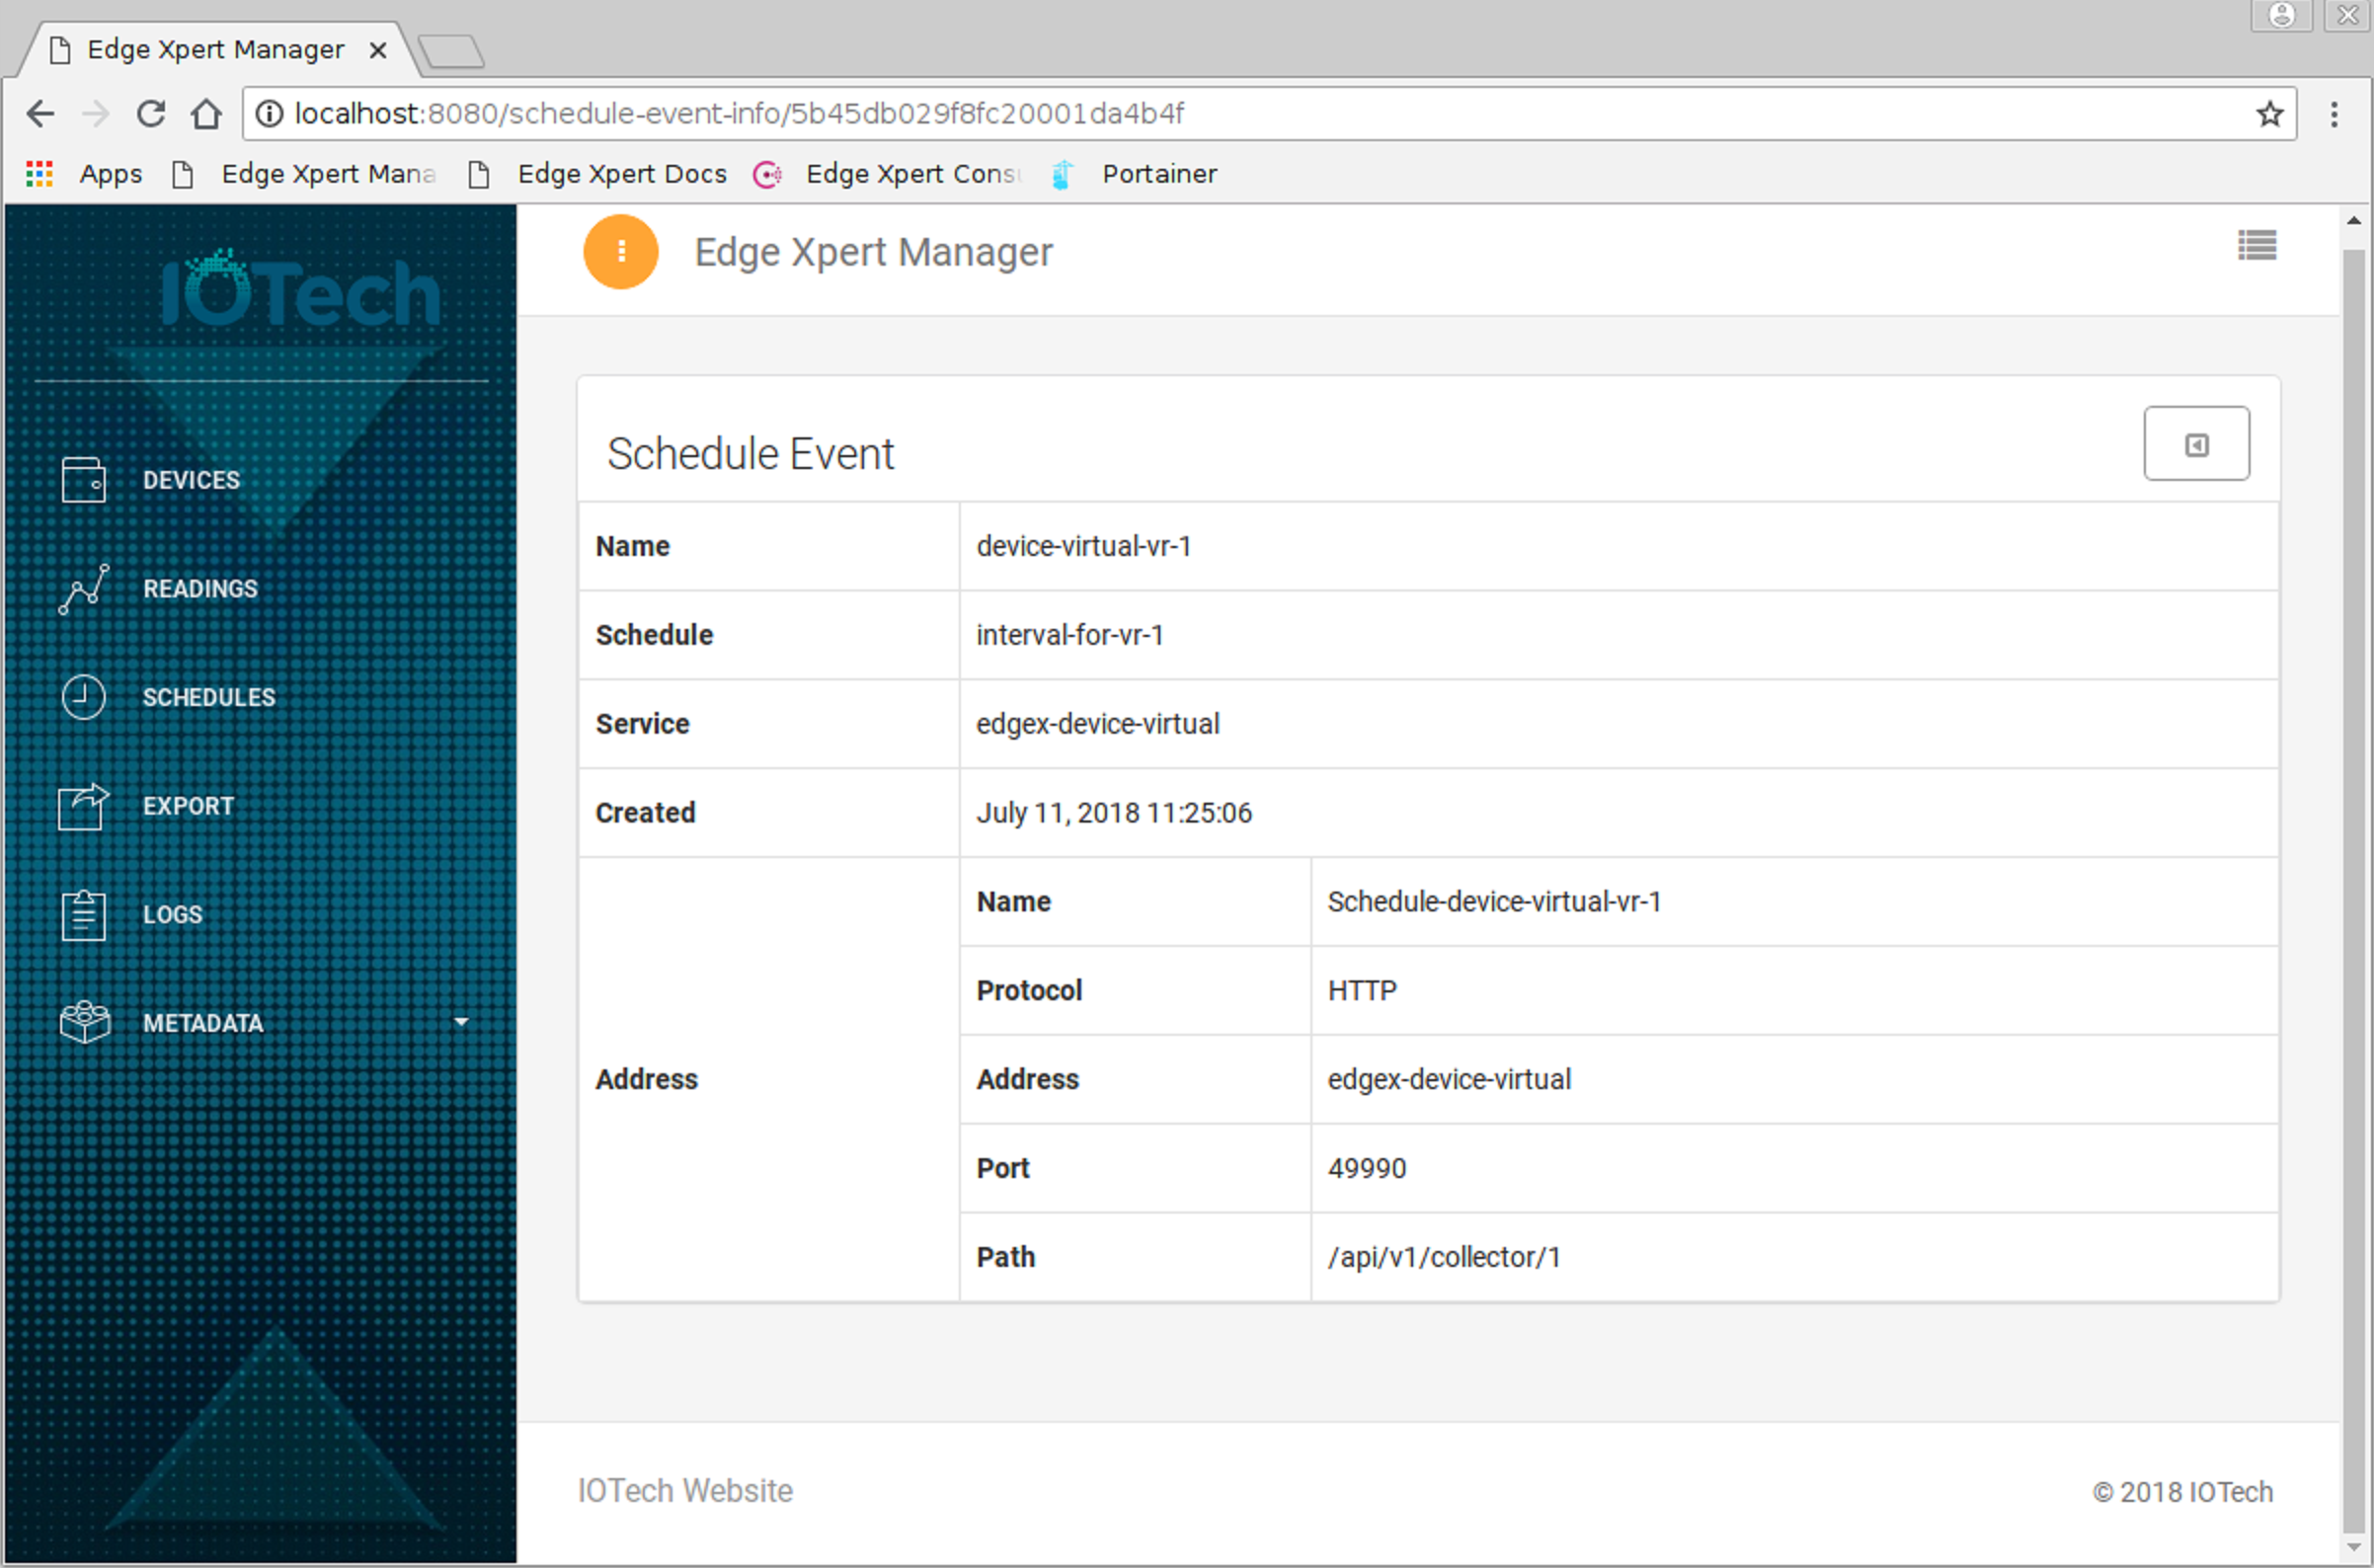 Edge Xpert Manager
localhost:8080/schedule-event-info/5b45db029f8fc20001da4b4f
Apps Edge Xpert Mana Edge Xpert Docs Edge Xpert Cons Portainer
IOTech
Edge Xpert Manager
DEVICES
READINGS
SCHEDULES
EXPORT
LOGS
METADATA
Schedule Event
Name device-virtual-vr-1
Schedule interval-for-vr-1
Service edgex-device-virtual
Created July 11, 2018 11:25:06
Address
Name Schedule-device-virtual-vr-1
Protocol HTTP
Address edgex-device-virtual
Port 49990
Path /api/v1/collector/1
IOTech Website © 2018 IOTech